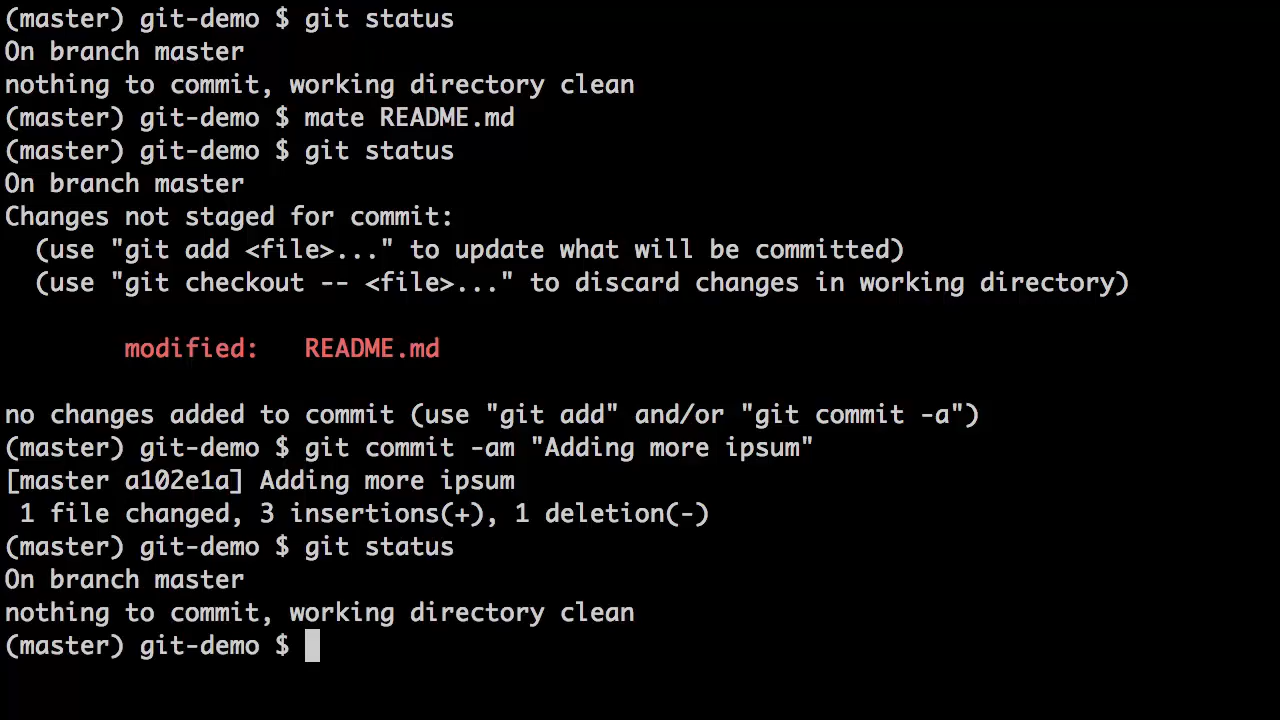 (master) git-demo $ git status
On branch master
nothing to commit, working directory clean
(master) git-demo $ mate README.md
(master) git-demo $ git status
On branch master
Changes not staged for commit:
  (use "git add <file>..." to update what will be committed)
  (use "git checkout -- <file>..." to discard changes in working directory)
        modified:   README.md
no changes added to commit (use "git add" and/or "git commit -a")
(master) git-demo $ git commit -am "Adding more ipsum"
[master a102e1a] Adding more ipsum
 1 file changed, 3 insertions(+), 1 deletion(-)
(master) git-demo $ git status
On branch master
nothing to commit, working directory clean
(master) git-demo $